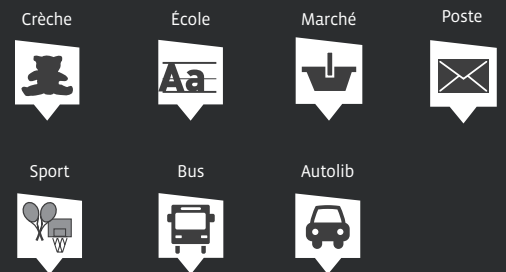 Crèche
École
Marché
Poste
Aa
Sport
Bus
Autolib